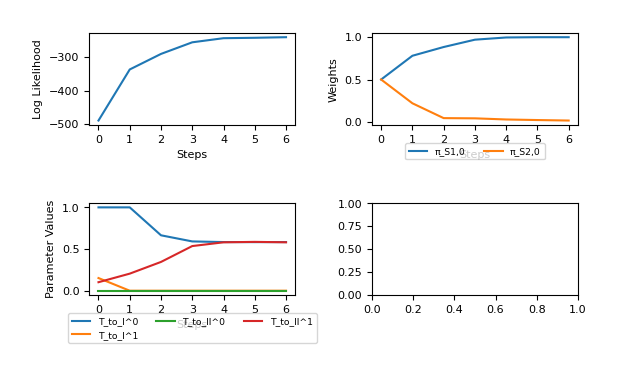 Log Likelihood
−300
−400
−500
0 1 2 3 4 5 6
Steps
Weights
1.0
0.5
0.0
0 1 2 3 4 5 6
Steps
π_S1,0 π_S2,0
Parameter Values
1.0
0.5
0.0
0 1 2 3 4 5 6
Steps
T_to_I^0 T_to_II^0 T_to_II^1
T_to_I^1
1.00
0.75
0.50
0.25
0.00
0.0 0.2 0.4 0.6 0.8 1.0